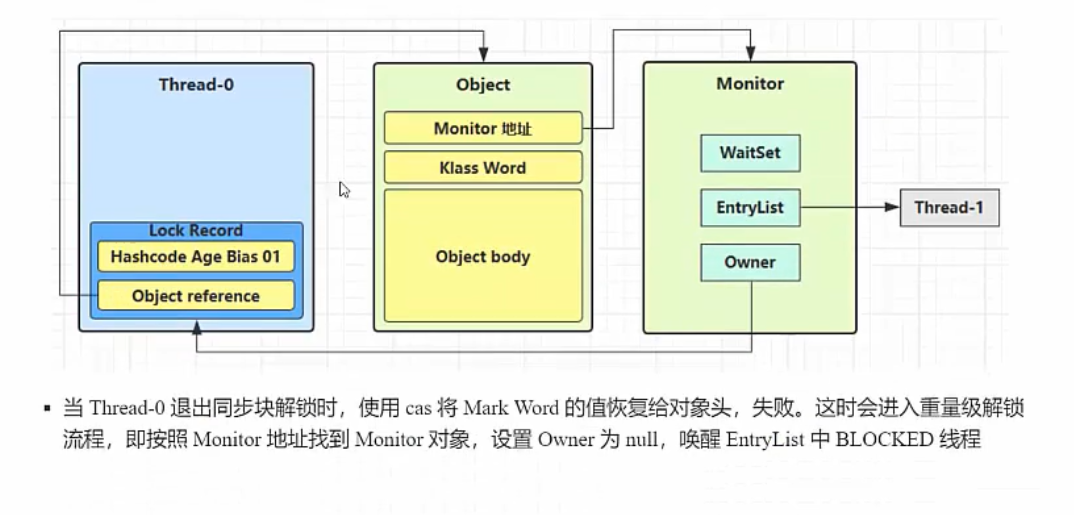 Thread-0
Lock Record
Hashcode Age Bias 01
Object reference
Object
Monitor 地址
Klass Word
Object body
Monitor
WaitSet
EntryList
Owner
Thread-1
▪ 当 Thread-0 退出同步块解锁时，使用 cas 将 Mark Word 的值恢复给对象头，失败。这时会进入重量级解锁
流程，即按照 Monitor 地址找到 Monitor 对象，设置 Owner 为 null，唤醒 EntryList 中 BLOCKED 线程